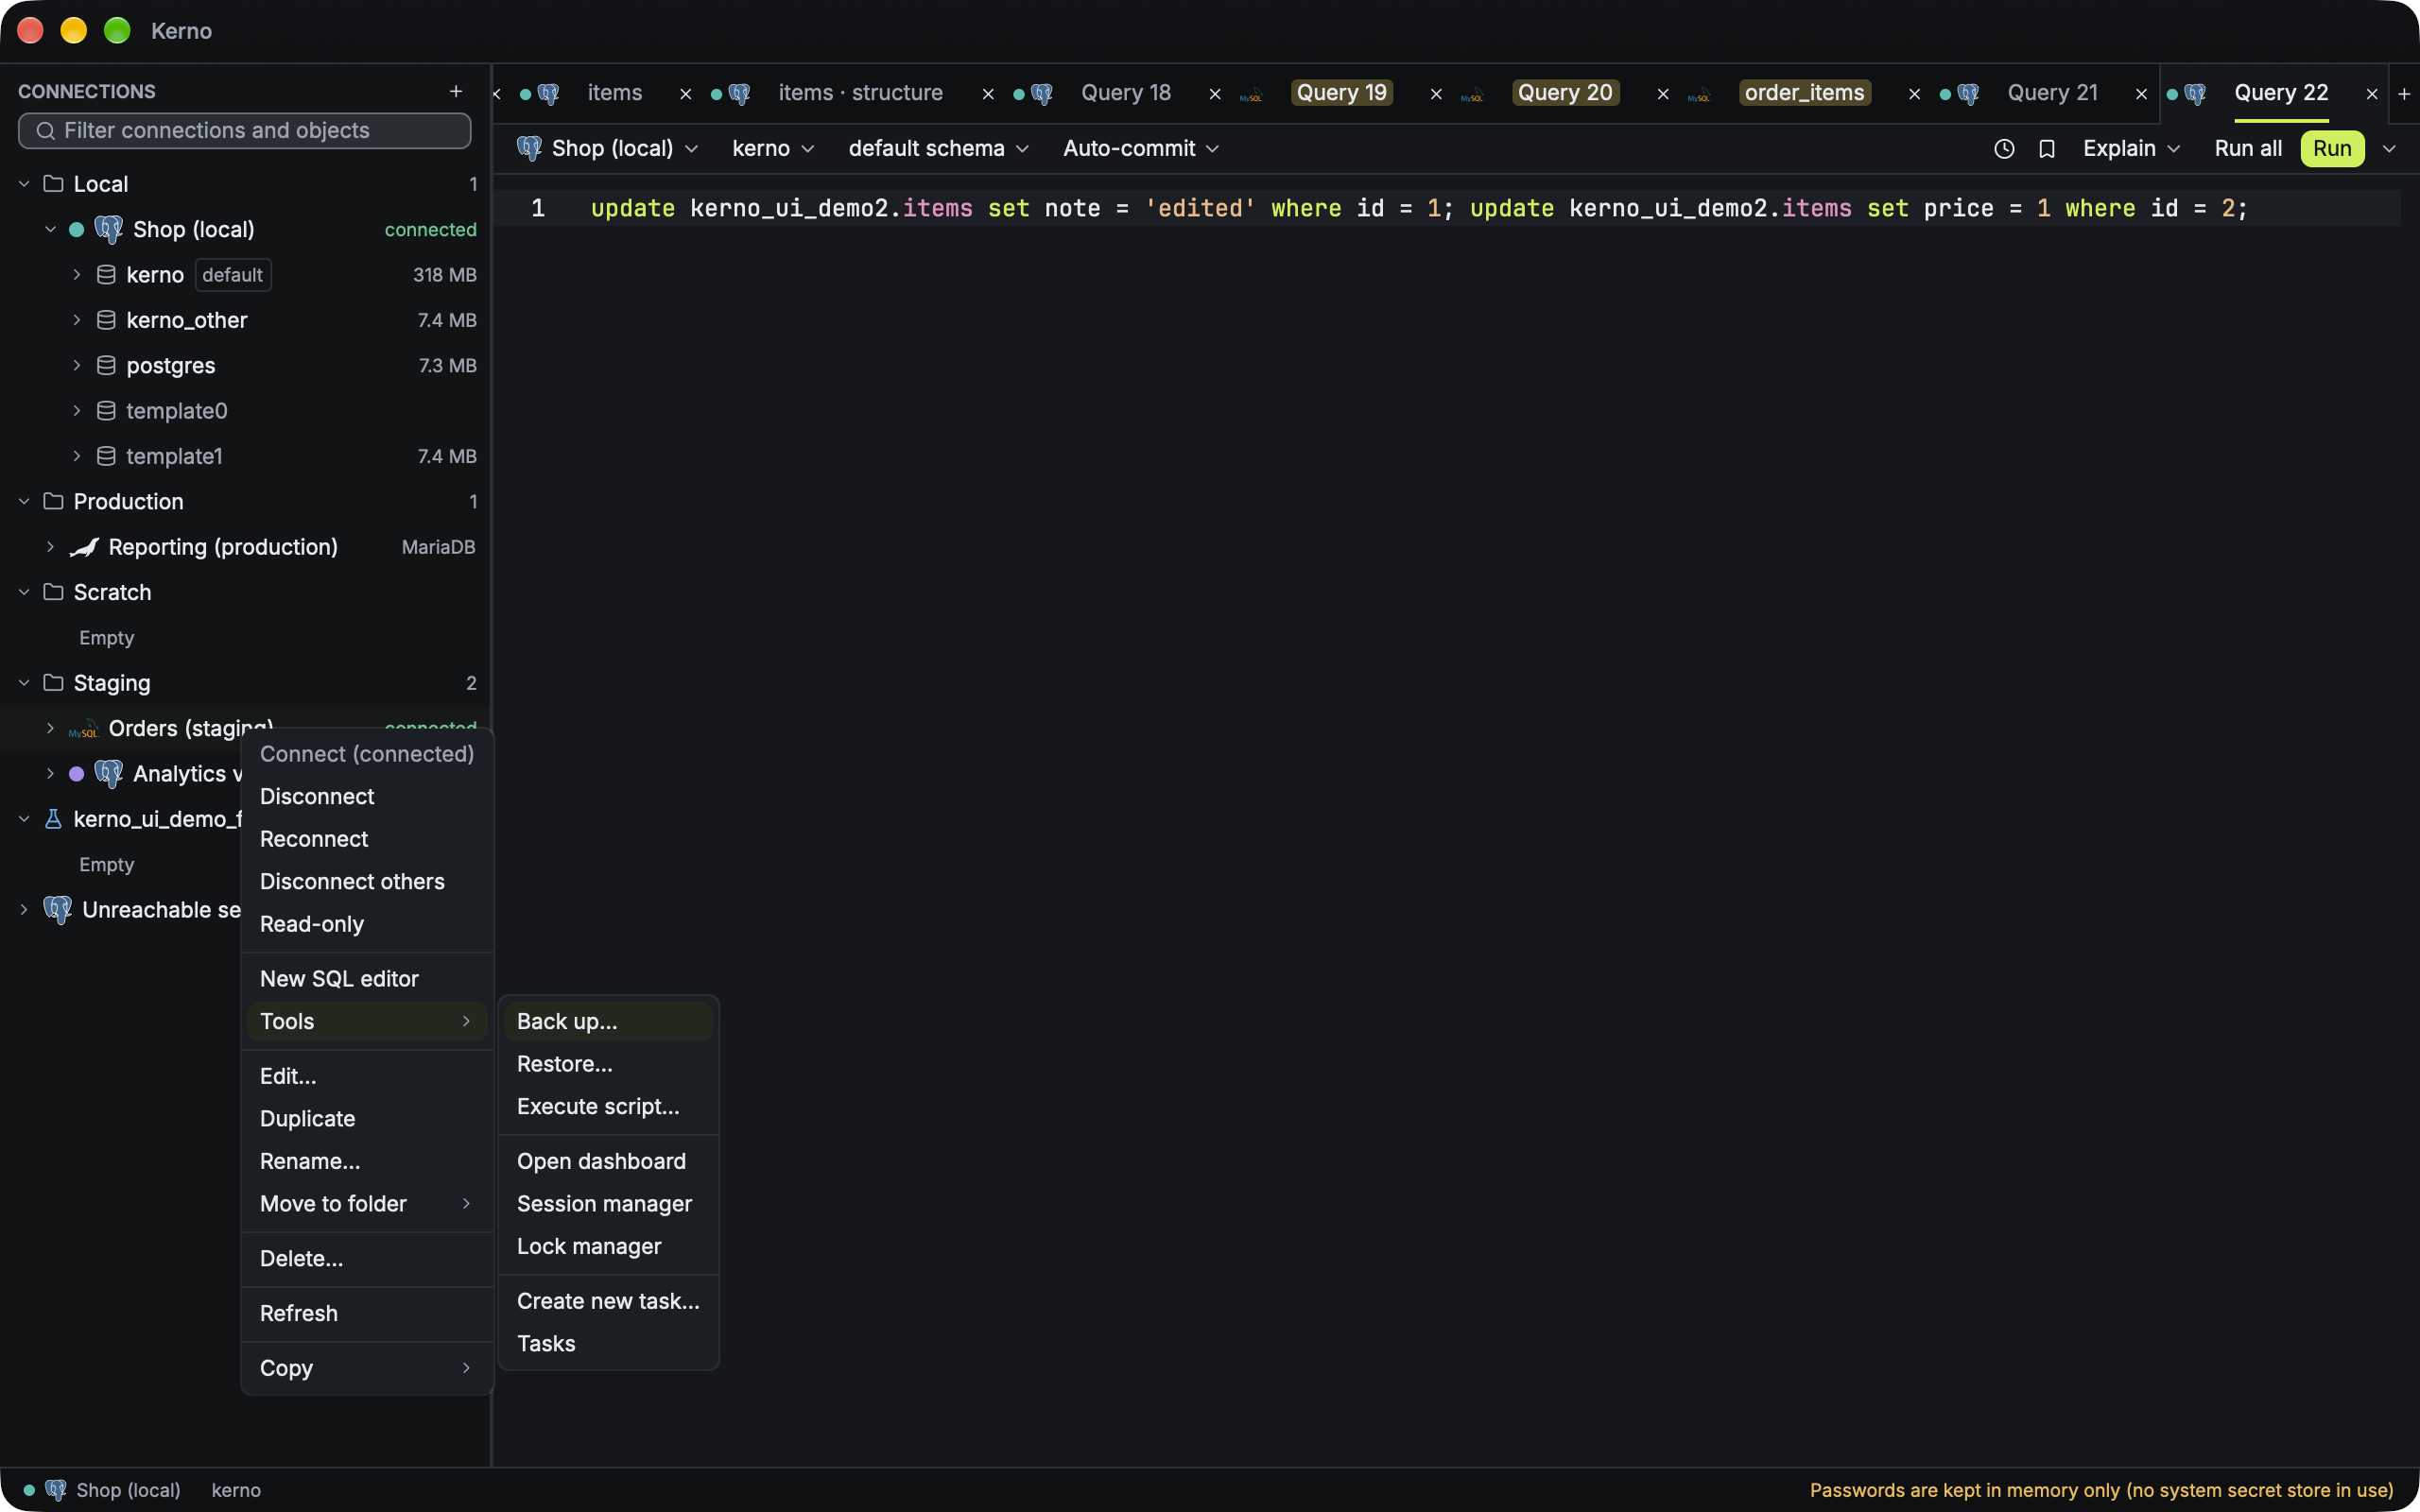 Kerno
CONNECTIONS +
Filter connections and objects
Local 1
Shop (local) connected
kerno default 318 MB
kerno_other 7.4 MB
postgres 7.3 MB
template0
template1 7.4 MB
Production 1
Reporting (production) MariaDB
Scratch
Empty
Staging 2
MySQL Orders (staging) connected
Analytics v
kerno_ui_demo_f
Empty
Unreachable se
Connect (connected)
Disconnect
Reconnect
Disconnect others
Read-only
New SQL editor
Tools
Edit...
Duplicate
Rename...
Move to folder
Delete...
Refresh
Copy
Back up...
Restore...
Execute script...
Open dashboard
Session manager
Lock manager
Create new task...
Tasks
items × items · structure × Query 18 × MySQL Query 19 × MySQL Query 20 × MySQL order_items × Query 21 × Query 22 × +
Shop (local) kerno default schema Auto-commit Explain Run all Run
1 update kerno_ui_demo2.items set note = 'edited' where id = 1; update kerno_ui_demo2.items set price = 1 where id = 2;
Shop (local) kerno Passwords are kept in memory only (no system secret store in use)